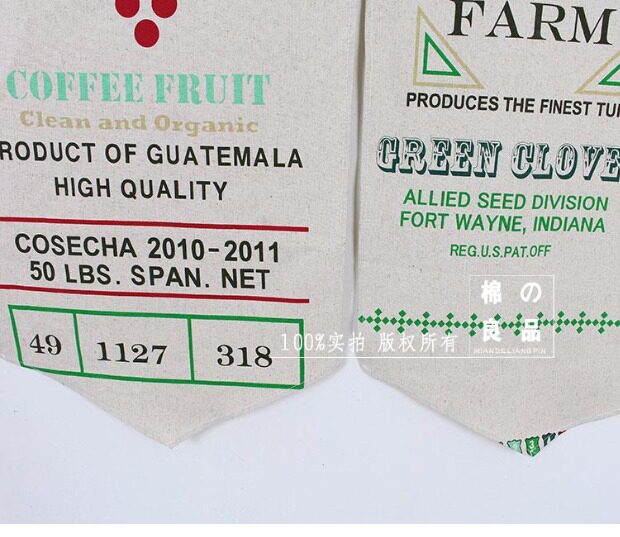 COFFEE FRUIT
Clean and Organic
RODUCT OF GUATEMALA
HIGH QUALITY
COSECHA 2010-2011
50 LBS. SPAN. NET
49 1127 318
FARM
PRODUCES THE FINEST TUR
GREEN CLOVE
ALLIED SEED DIVISION
FORT WAYNE, INDIANA
REG.U.S.PAT.OFF
100%实拍 版权所有
棉の
良品
MIANDELIANGPIN